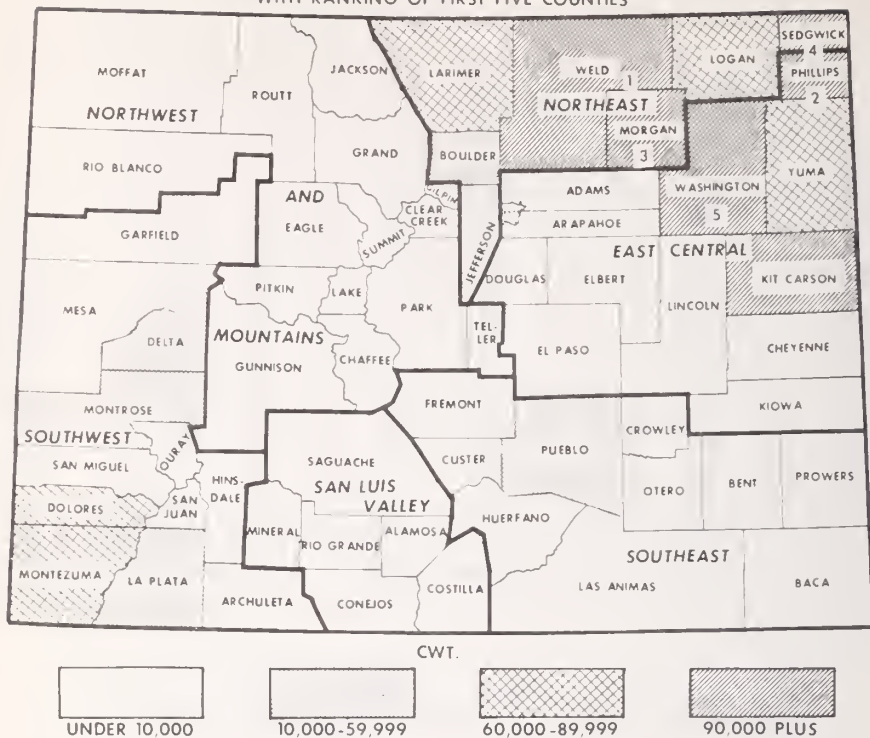 WITH RANKING OF FIRST FIVE COUNTIES
SEDGWICK
4
MOFFAT
JACKSON
LARIMER
WELD
1
LOGAN
PHILLIPS
2
ROUTT
NORTHWEST
NORTHEAST
MORGAN
3
GRAND
BOULDER
RIO BLANCO
YUMA
ADAMS
WASHINGTON
5
AND
EAGLE
CLEAR
CREEK
GARFIELD
SUMMIT
ARAPAHOE
JEFFERSON
EAST CENTRAL
DOUGLAS
ELBERT
KIT CARSON
PITKIN
LAKE
PARK
LINCOLN
MESA
DELTA
MOUNTAINS
TEL-
LER
EL PASO
CHEYENNE
GUNNISON
CHAFFEE
MONTROSE
FREMONT
KIOWA
CROWLEY
SOUTHWEST
OURAY
PUEBLO
SAN MIGUEL
SAGUACHE
CUSTER
HINS-
DALE
SAN LUIS
VALLEY
OTERO
BENT
PROWERS
DOLORES
SAN
JUAN
HUERFANO
MINERAL
RIO GRANDE
ALAMOSA
SOUTHEAST
MONTEZUMA
LA PLATA
COSTILLA
LAS ANIMAS
BACA
ARCHULETA
CONEJOS
CWT.
UNDER 10,000
10,000-59,999
60,000-89,999
90,000 PLUS